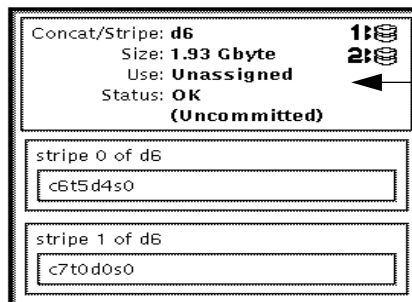 Concat/Stripe: d6 1
Size: 1.93 Gbyte 2
Use: Unassigned
Status: OK
(Uncommitted)
stripe 0 of d6
c6t5d4s0
stripe 1 of d6
c7t0d0s0